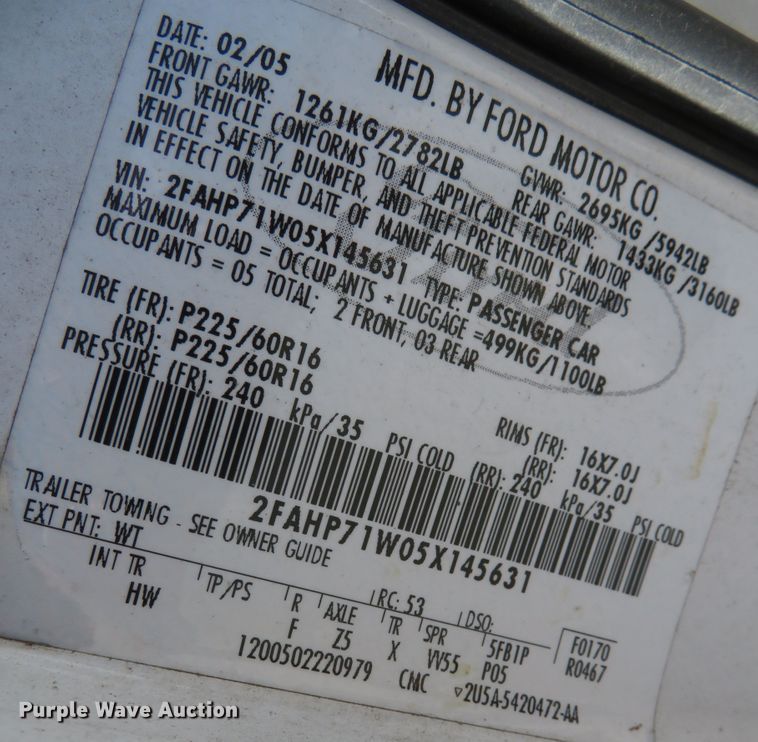 MFD. BY FORD MOTOR CO.
DATE: 02/05 GVWR: 2695KG /5942LB
FRONT GAWR: 1261KG/2782LB REAR GAWR: 1433KG /3160LB
THIS VEHICLE CONFORMS TO ALL APPLICABLE FEDERAL MOTOR
VEHICLE SAFETY, BUMPER, AND THEFT PREVENTION STANDARDS
IN EFFECT ON THE DATE OF MANUFACTURE SHOWN ABOVE.
VIN: 2FAHP71W05X145631 TYPE: PASSENGER CAR
MAXIMUM LOAD = OCCUPANTS + LUGGAGE =499KG/1100LB
OCCUPANTS = 05 TOTAL; 2 FRONT, 03 REAR
TIRE (FR): P225/60R16 RIMS (FR): 16X7.0J
(RR): P225/60R16 (RR): 16X7.0J
PRESSURE (FR): 240 kPa/35 PSI COLD (RR): 240 kPa/35 PSI COLD
2FAHP71W05X145631
TRAILER TOWING - SEE OWNER GUIDE
EXT PNT: WT RC: 53 DSO:
INT TR TP/PS R AXLE TR SPR 5FB1P F0170
HW F Z5 X VV55 P05 R0467
1200502220979 CMC ▽2U5A-5420472-AA
Purple Wave Auction